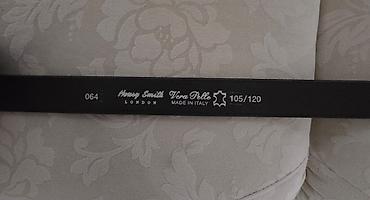 064 Henry Smith Vera Pelle 105/120
LONDON MADE IN ITALY